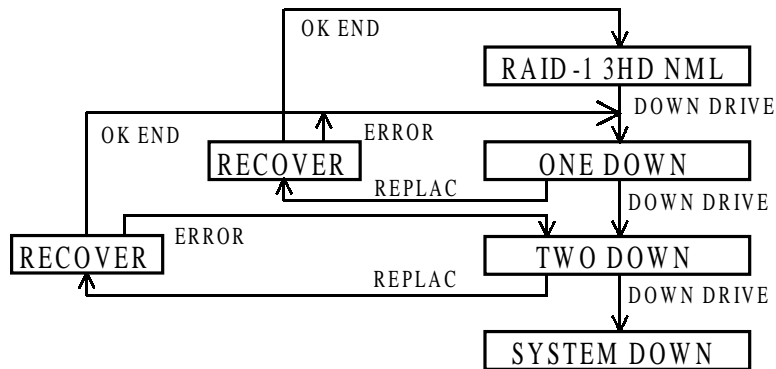 OK END
RAID-1 3HD NML
DOWN DRIVE
OK END
ERROR
RECOVER
ONE DOWN
REPLAC
DOWN DRIVE
ERROR
RECOVER
TWO DOWN
REPLAC
DOWN DRIVE
SYSTEM DOWN